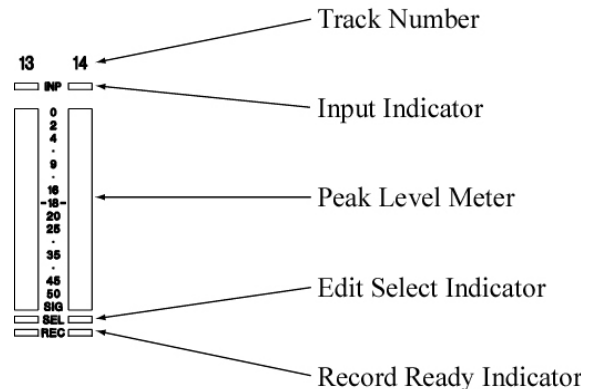 Track Number
13 14
INP
Input Indicator
0
2
4
·
9
·
16
-18-
Peak Level Meter
20
25
·
35
·
45
50
SIG
Edit Select Indicator
SEL
REC
Record Ready Indicator